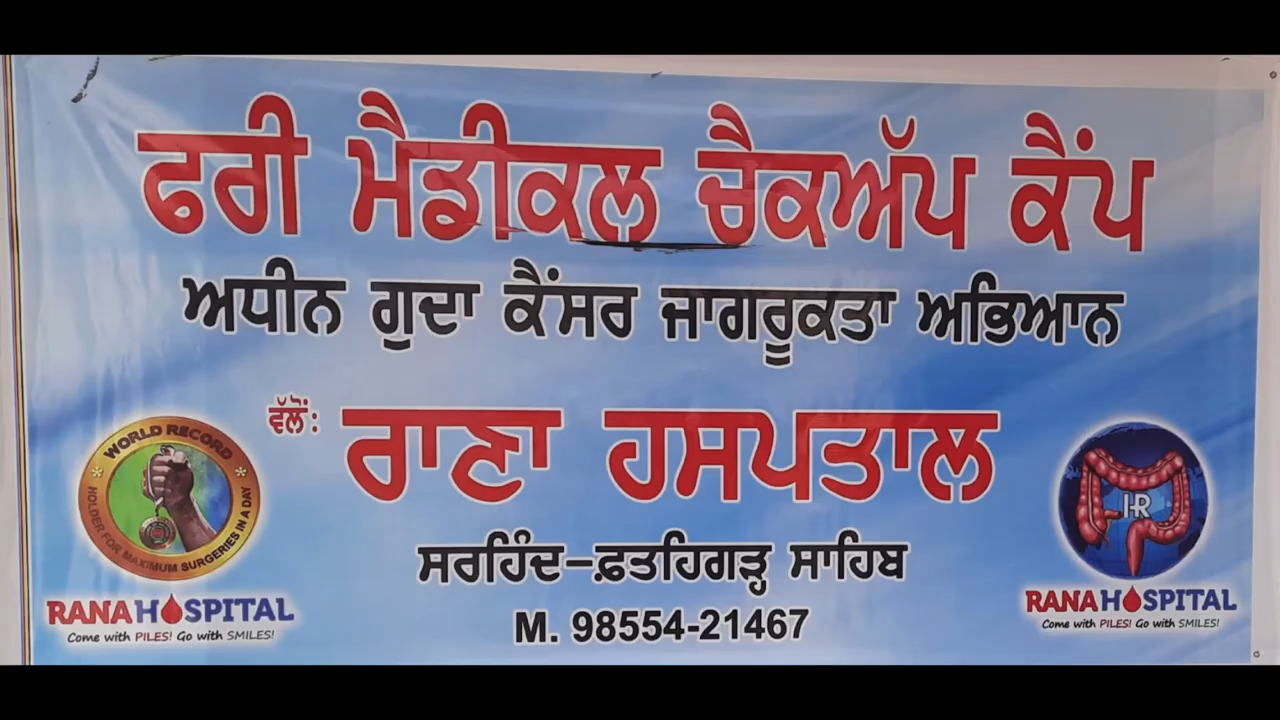 ਫਰੀ ਮੈਡੀਕਲ ਚੈਕਅੱਪ ਕੈਂਪ
ਅਧੀਨ ਗੁਦਾ ਕੈਂਸਰ ਜਾਗਰੂਕਤਾ ਅਭਿਆਨ
ਵੱਲੋਂ: ਰਾਣਾ ਹਸਪਤਾਲ
WORLD RECORD
HOLDER FOR MAXIMUM SURGERIES IN A DAY
HR
ਸਰਹਿੰਦ-ਫ਼ਤਹਿਗੜ੍ਹ ਸਾਹਿਬ
RANA HOSPITAL
Come with PILES! Go with SMILES!
M. 98554-21467
RANA HOSPITAL
Come with PILES! Go with SMILES!